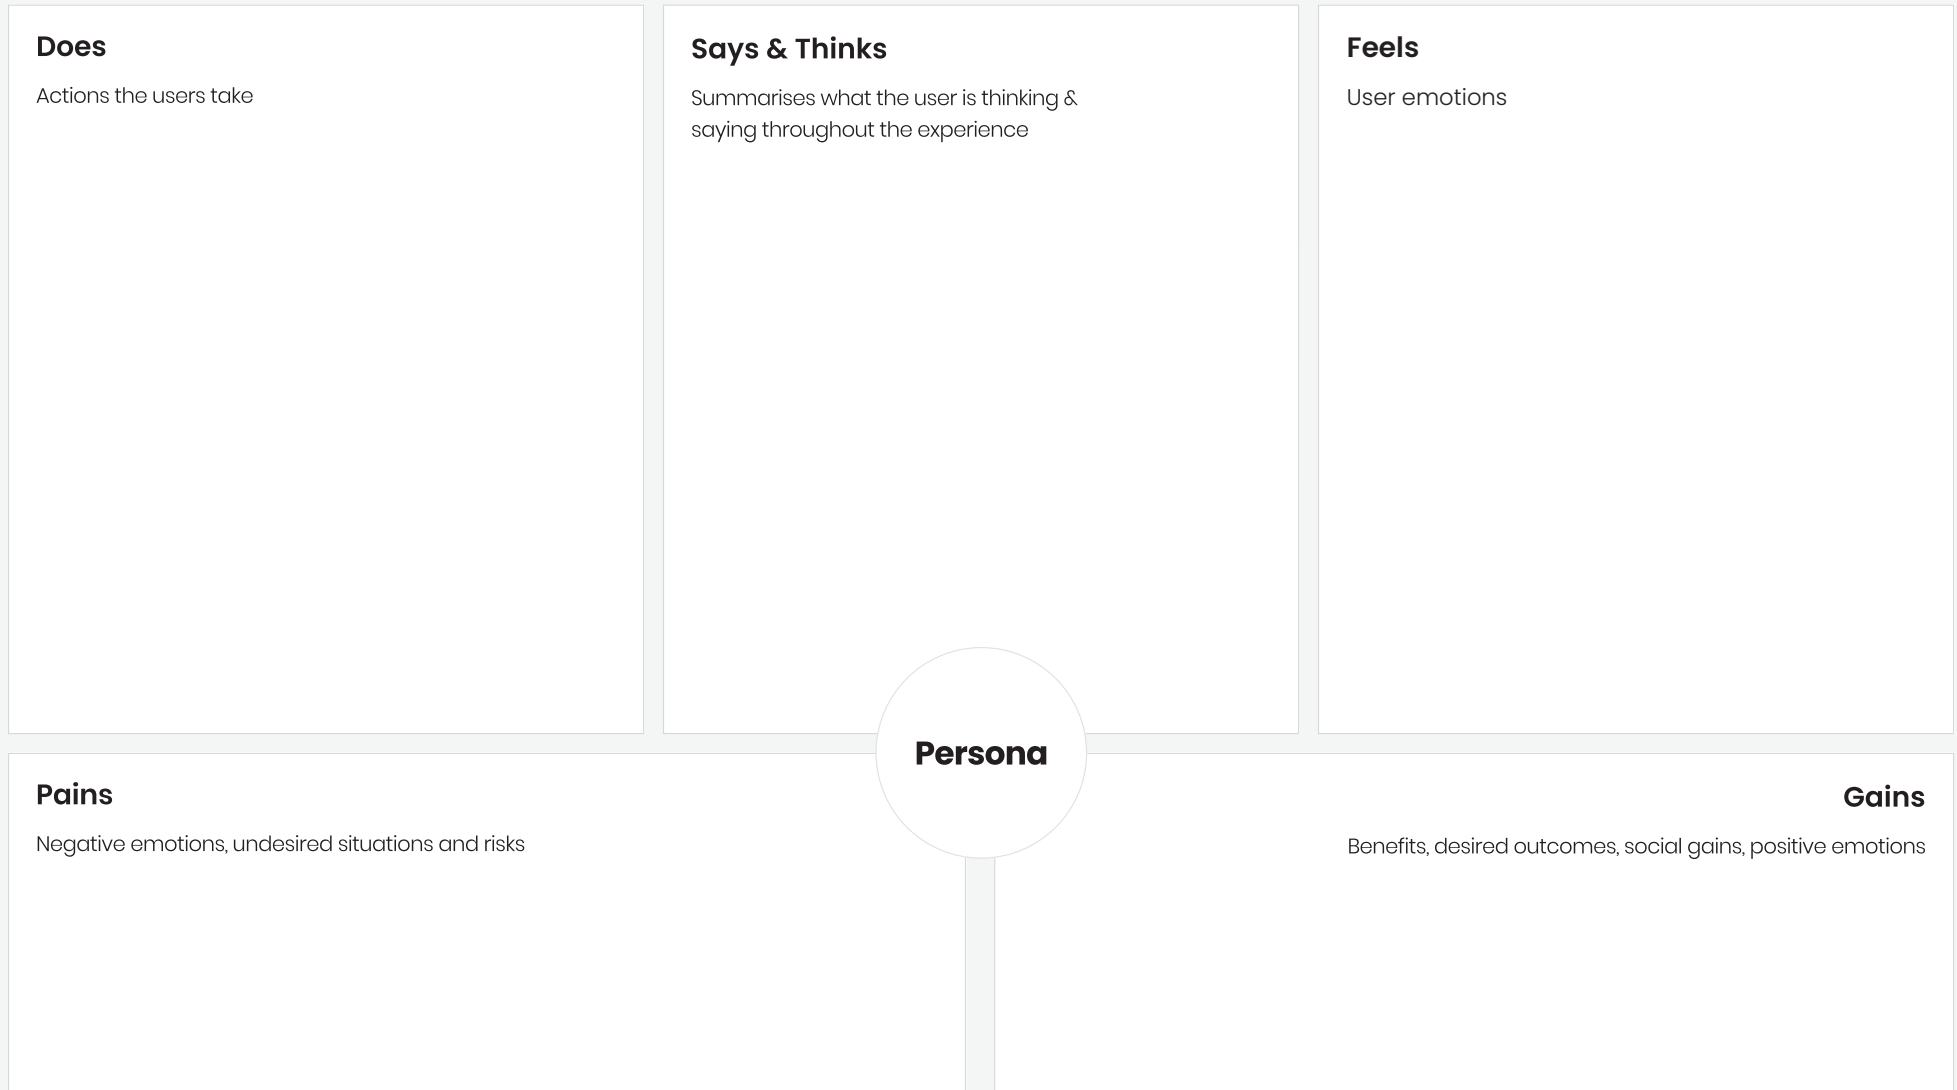 Does
Actions the users take
Says & Thinks
Summarises what the user is thinking &
saying throughout the experience
Feels
User emotions
Persona
Pains
Negative emotions, undesired situations and risks
Gains
Benefits, desired outcomes, social gains, positive emotions